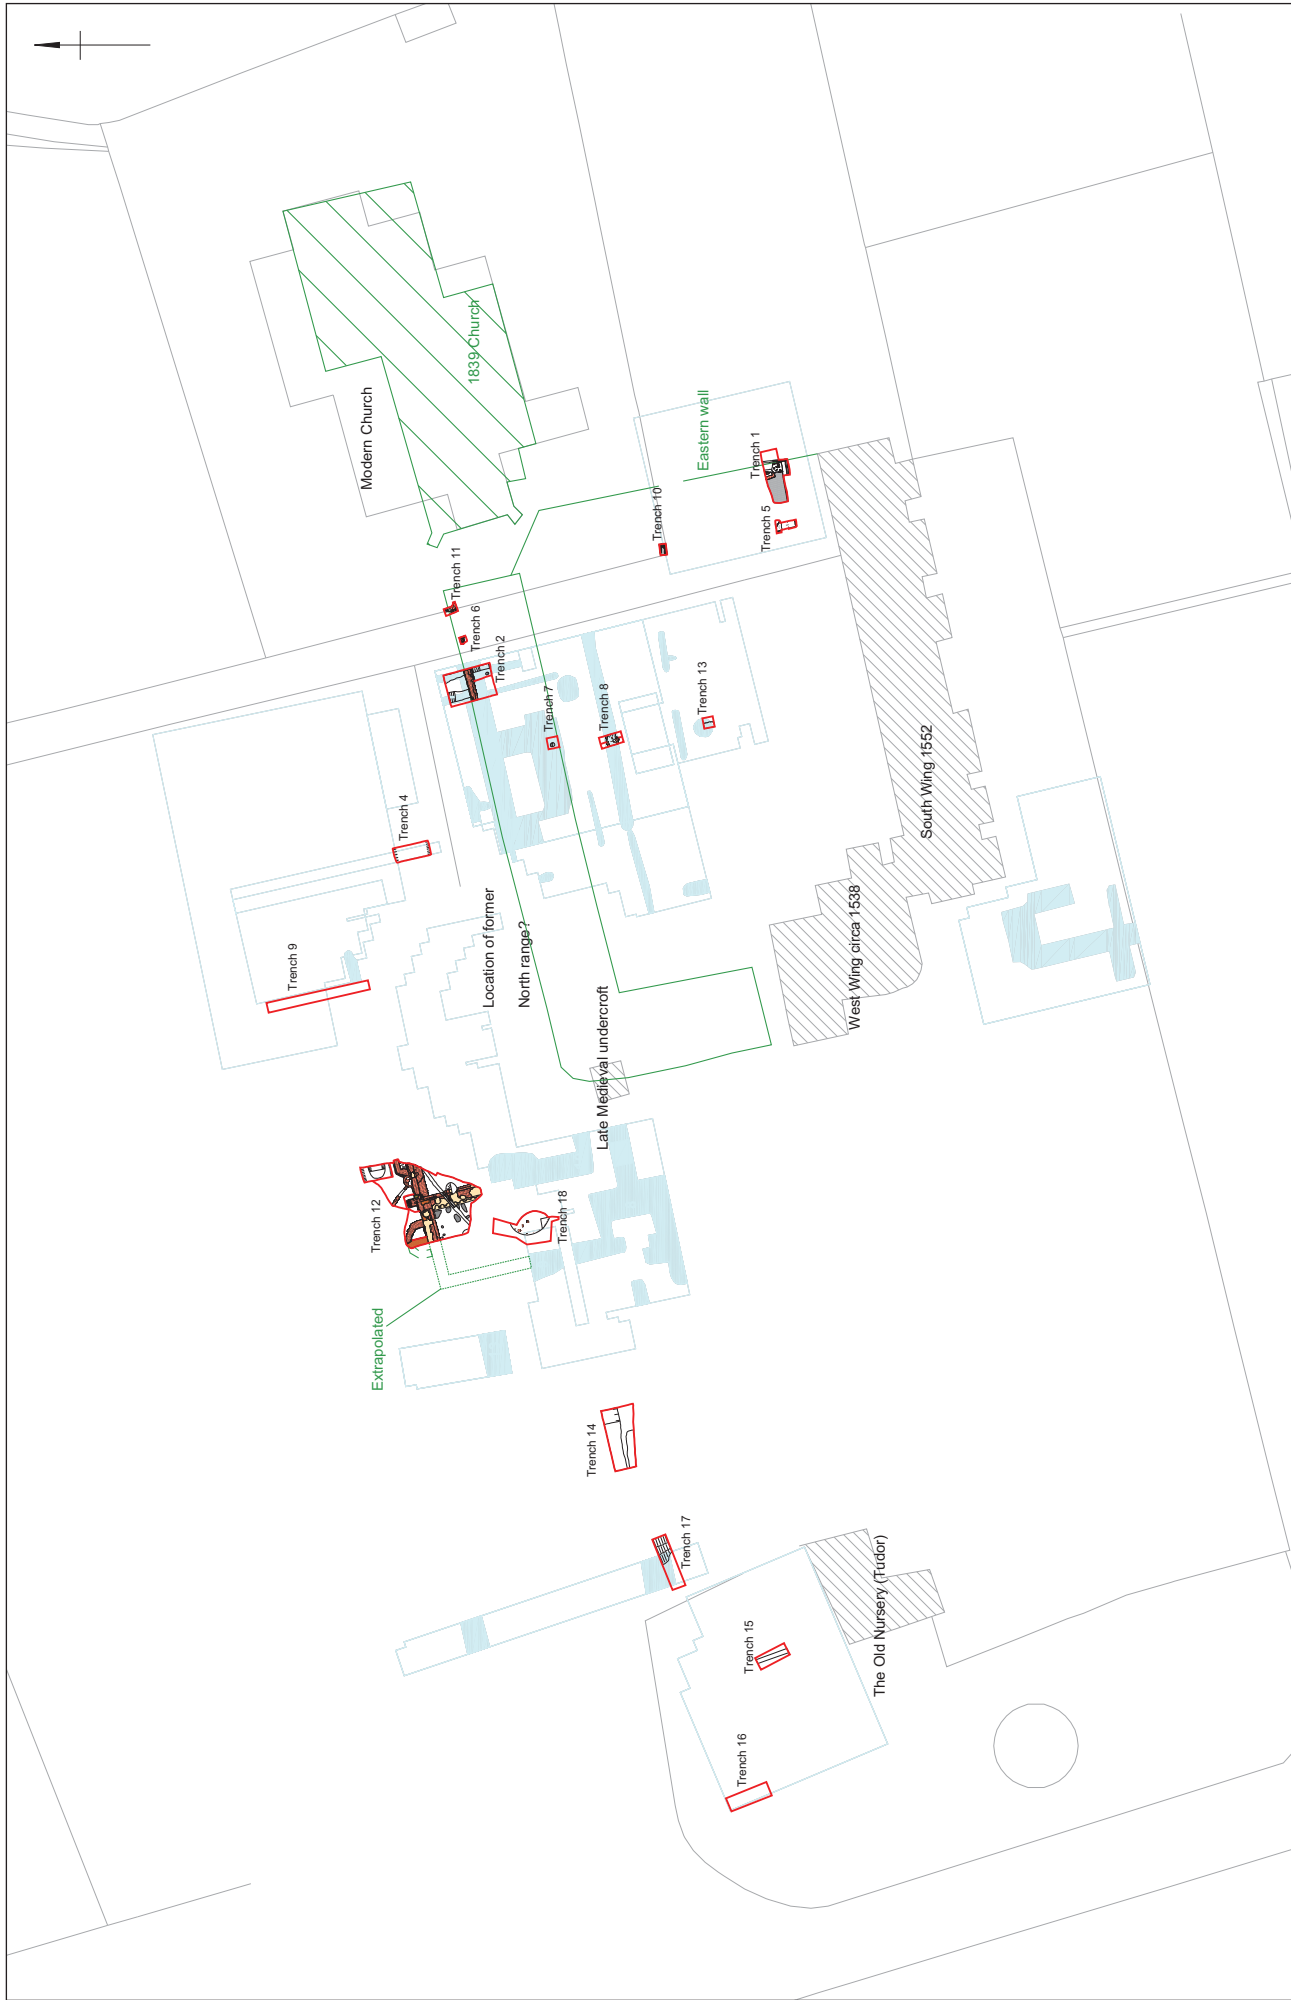 Modern Church
1839 Church
Eastern wall
Trench 1
Trench 5
Trench 10
Trench 11
Trench 6
Trench 2
Trench 7
Trench 8
Trench 13
Trench 4
Trench 9
Location of former
North range?
South Wing 1552
West Wing circa 1538
Late Medieval undercroft
Trench 12
Trench 18
Extrapolated
Trench 14
Trench 17
Trench 15
Trench 16
The Old Nursery (Tudor)